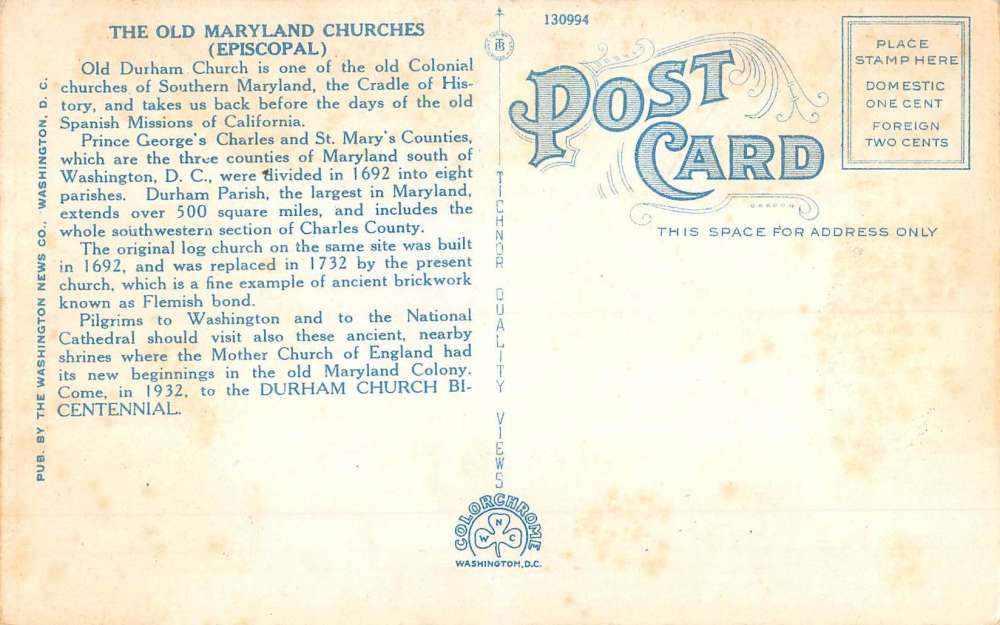 THE OLD MARYLAND CHURCHES
(EPISCOPAL)
Old Durham Church is one of the old Colonial
churches of Southern Maryland, the Cradle of His-
tory, and takes us back before the days of the old
Spanish Missions of California.
Prince George's Charles and St. Mary's Counties,
which are the three counties of Maryland south of
Washington, D. C., were divided in 1692 into eight
parishes. Durham Parish, the largest in Maryland,
extends over 500 square miles, and includes the
whole southwestern section of Charles County.
The original log church on the same site was built
in 1692, and was replaced in 1732 by the present
church, which is a fine example of ancient brickwork
known as Flemish bond.
Pilgrims to Washington and to the National
Cathedral should visit also these ancient, nearby
shrines where the Mother Church of England had
its new beginnings in the old Maryland Colony.
Come, in 1932, to the DURHAM CHURCH BI-
CENTENNIAL.
PUB. BY THE WASHINGTON NEWS CO., WASHINGTON, D. C.
TICHNOR QUALITY VIEWS
COLORCHROME
N
W C
WASHINGTON, D.C.
130994
POST
CARD
PLACE
STAMP HERE
DOMESTIC
ONE CENT
FOREIGN
TWO CENTS
THIS SPACE FOR ADDRESS ONLY